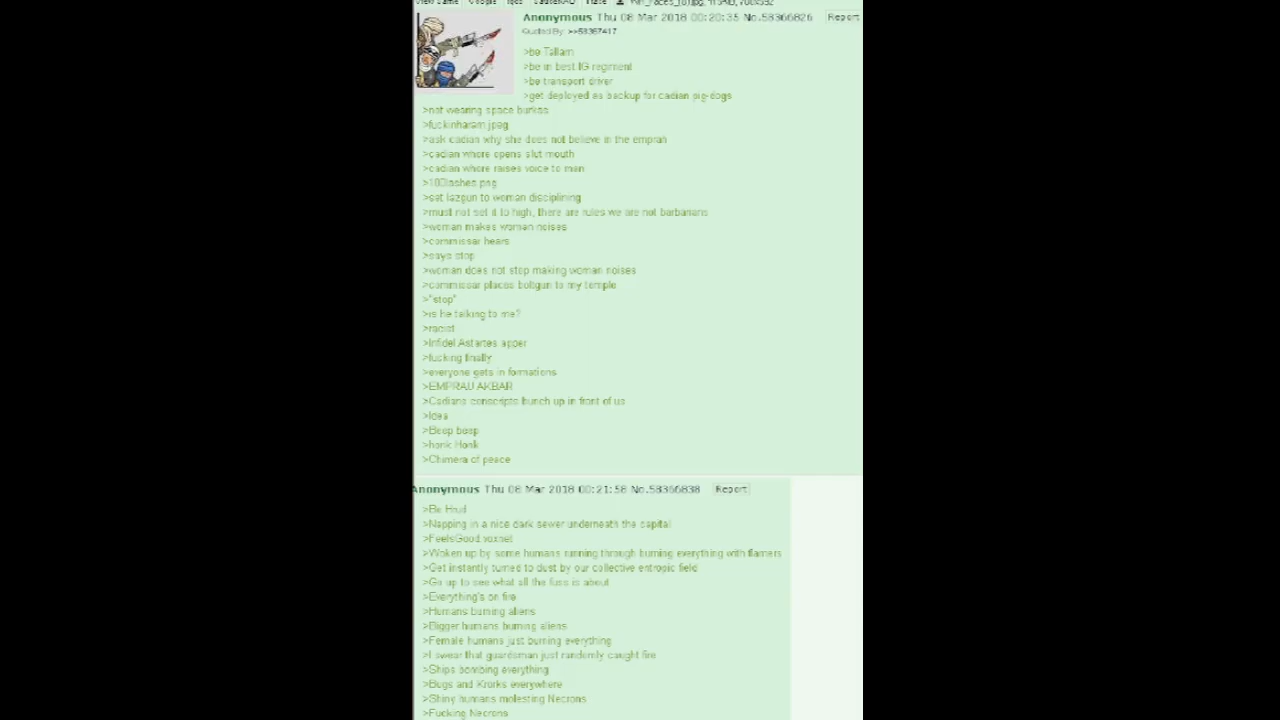 Anonymous Thu 08 Mar 2018 00:20:35 No.58366826 Report
Quoted By: >>58367417
>be Tallarn
>be in best IG regiment
>be transport driver
>get deployed as backup for cadian pig-dogs
>not wearing space burkas
>fuckinharam.jpeg
>ask cadian why she does not believe in the emprah
>cadian whore opens slut mouth
>cadian whore raises voice to man
>100lashes.png
>set lazgun to woman disciplining
>must not set it to high, there are rules we are not barbarians
>woman makes woman noises
>commissar hears
>says stop
>woman does not stop making woman noises
>commissar places boltgun to my temple
>"stop"
>is he talking to me?
>racist
>Infidel Astartes apper
>fucking finally
>everyone gets in formations
>EMPRAU AKBAR
>Cadians conscripts bunch up in front of us
>Idea
>Beep beep
>honk Honk
>Chimera of peace
Anonymous Thu 08 Mar 2018 00:21:58 No.58366838 Report
>Be Hrud
>Napping in a nice dark sewer underneath the capital
>FeelsGood.voxnet
>Woken up by some humans running through burning everything with flamers
>Get instantly turned to dust by our collective entropic field
>Go up to see what all the fuss is about
>Everything's on fire
>Humans burning aliens
>Bigger humans burning aliens
>Female humans just burning everything
>I swear that guardsman just randomly caught fire
>Ships bombing everything
>Bugs and Krorks everywhere
>Shiny humans molesting Necrons
>Fucking Necrons